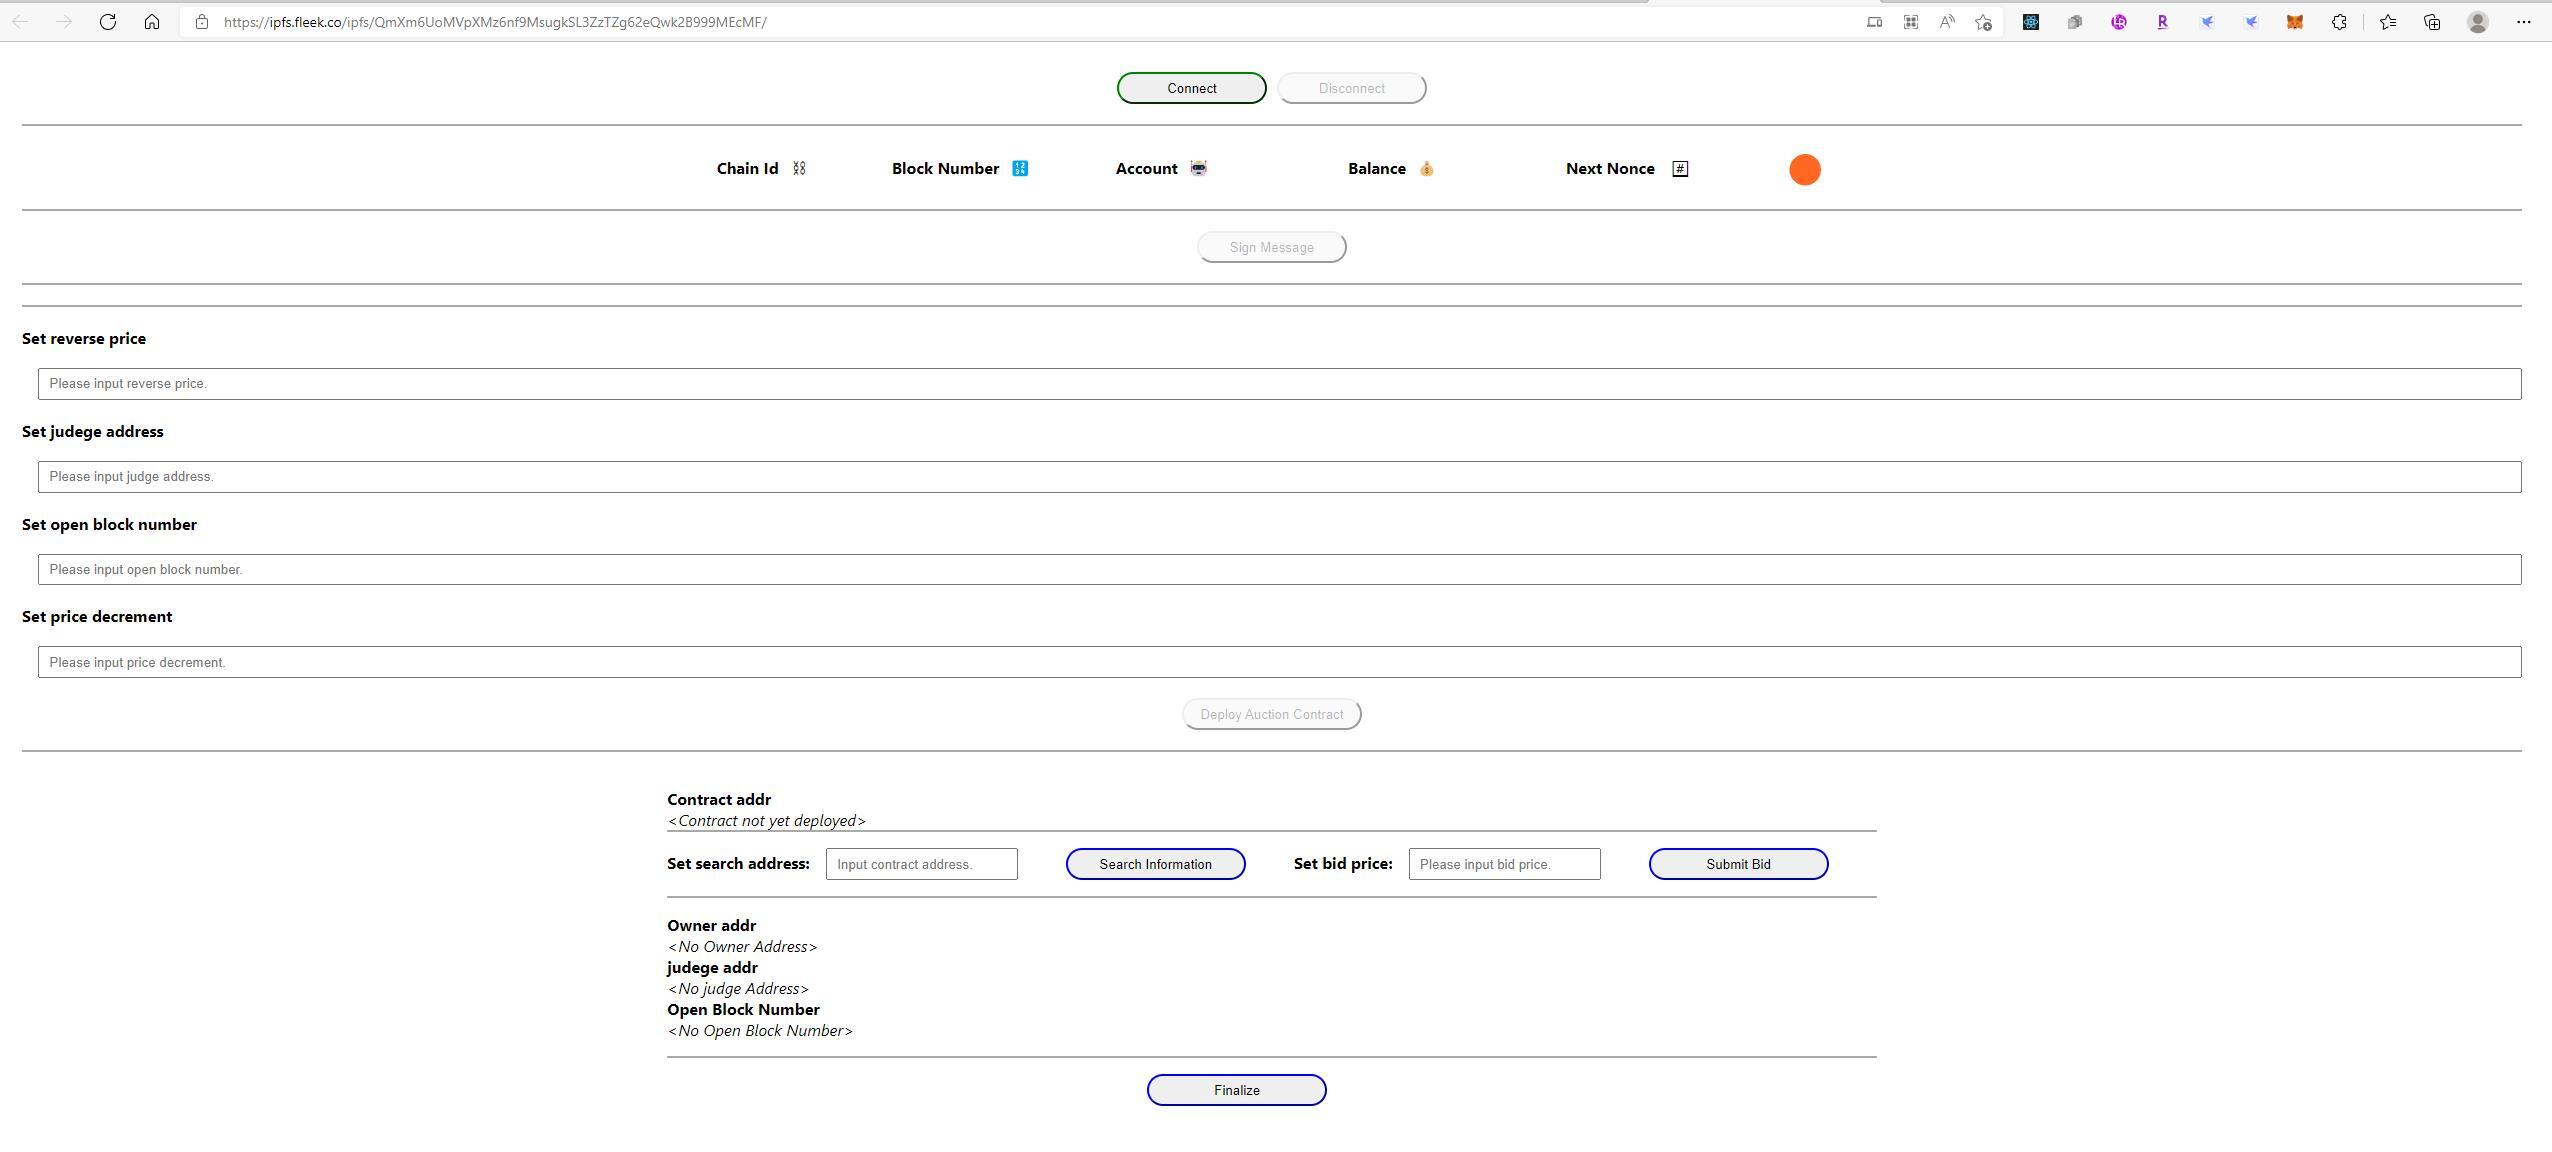 https://ipfs.fleek.co/ipfs/QmXm6UoMVpXMz6nf9MsugkSL3ZzTZg62eQwk2B999MEcMF/
Connect Disconnect
Chain Id Block Number Account Balance Next Nonce #
Sign Message
Set reverse price
Please input reverse price.
Set judege address
Please input judge address.
Set open block number
Please input open block number.
Set price decrement
Please input price decrement.
Deploy Auction Contract
Contract addr
<Contract not yet deployed>
Set search address: Input contract address. Search Information Set bid price: Please input bid price. Submit Bid
Owner addr
<No Owner Address>
judege addr
<No judge Address>
Open Block Number
<No Open Block Number>
Finalize